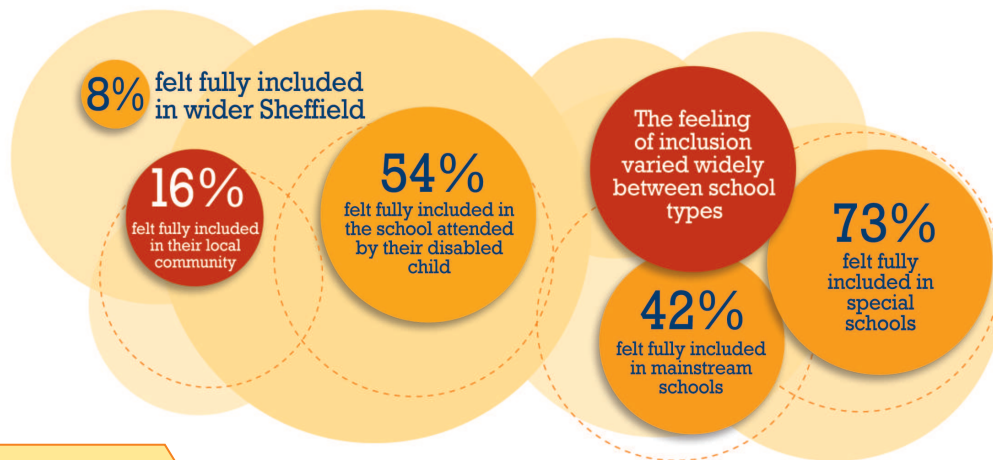 8%
felt fully included
in wider Sheffield
16%
felt fully included
in their local
community
54%
felt fully included in
the school attended
by their disabled
child
The feeling
of inclusion
varied widely
between school
types
42%
felt fully included
in mainstream
schools
73%
felt fully
included in
special
schools